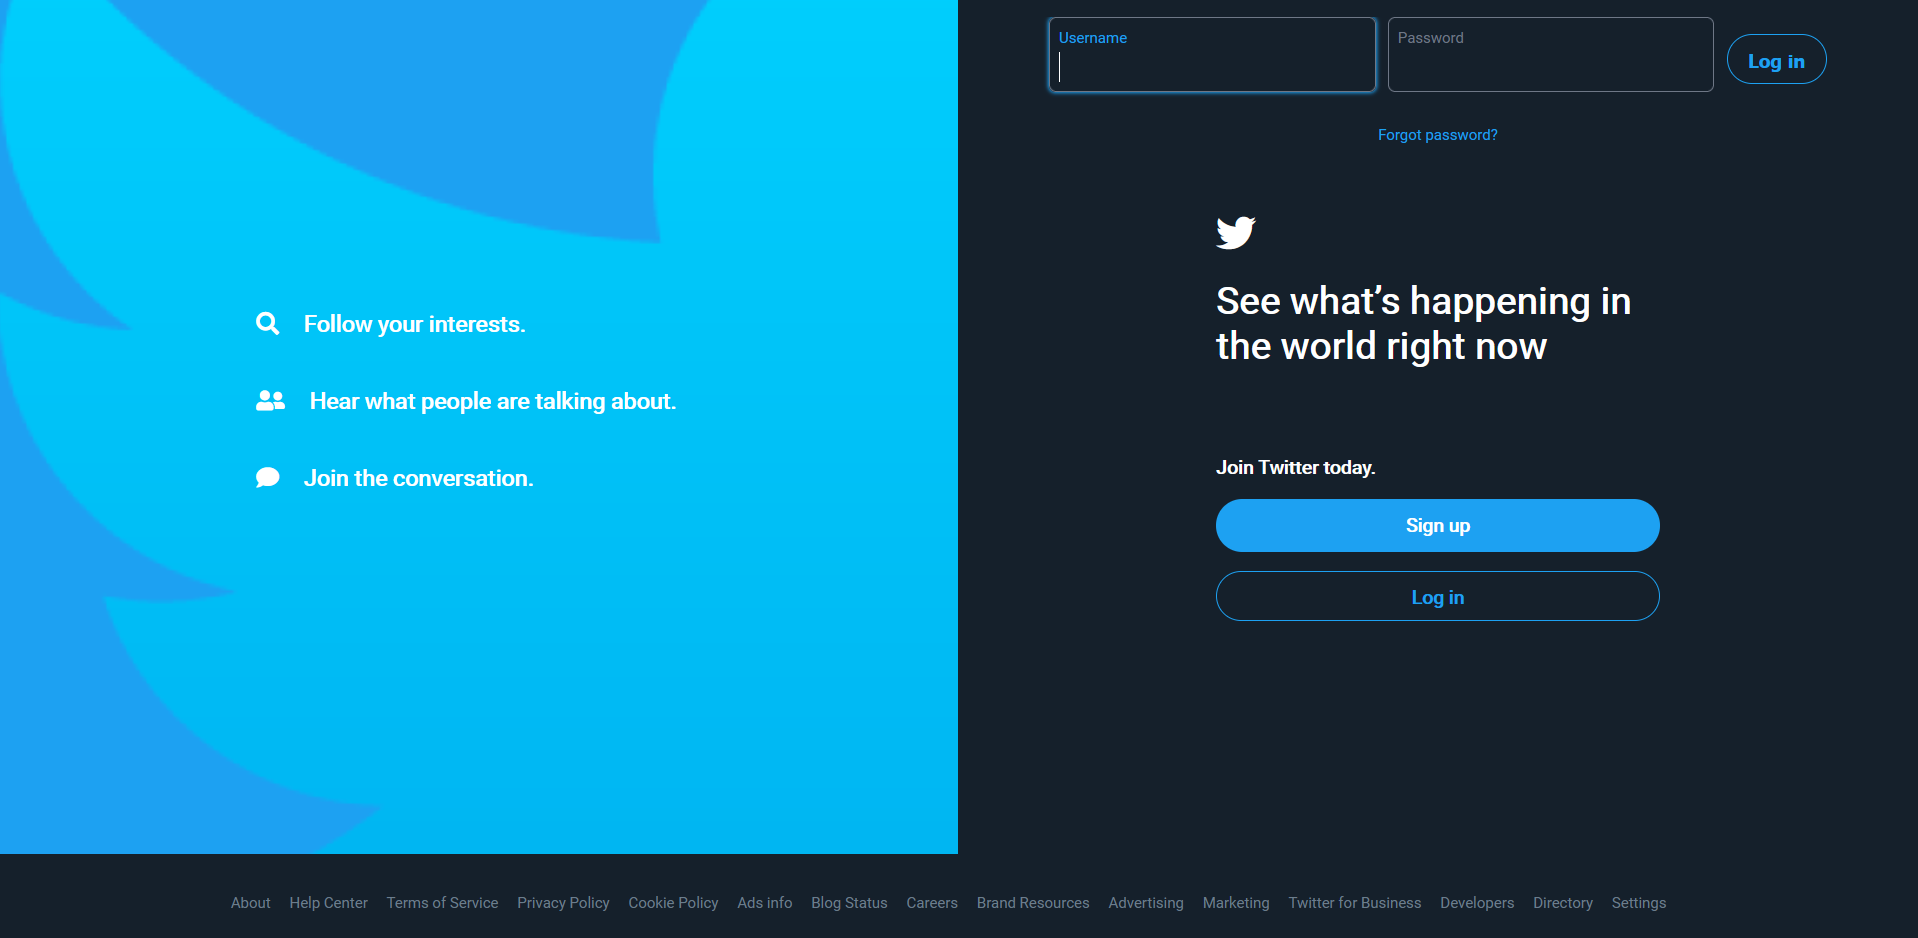 Username
Password
Log in
Forgot password?
Follow your interests.
Hear what people are talking about.
Join the conversation.
See what’s happening in
the world right now
Join Twitter today.
Sign up
Log in
About Help Center Terms of Service Privacy Policy Cookie Policy Ads info Blog Status Careers Brand Resources Advertising Marketing Twitter for Business Developers Directory Settings